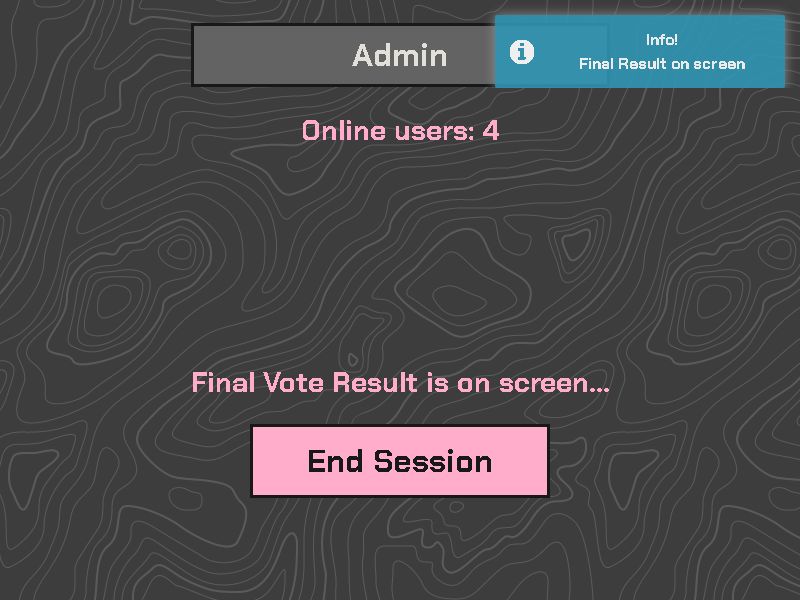 Admin
Info!
Final Result on screen
Online users: 4
Final Vote Result is on screen...
End Session